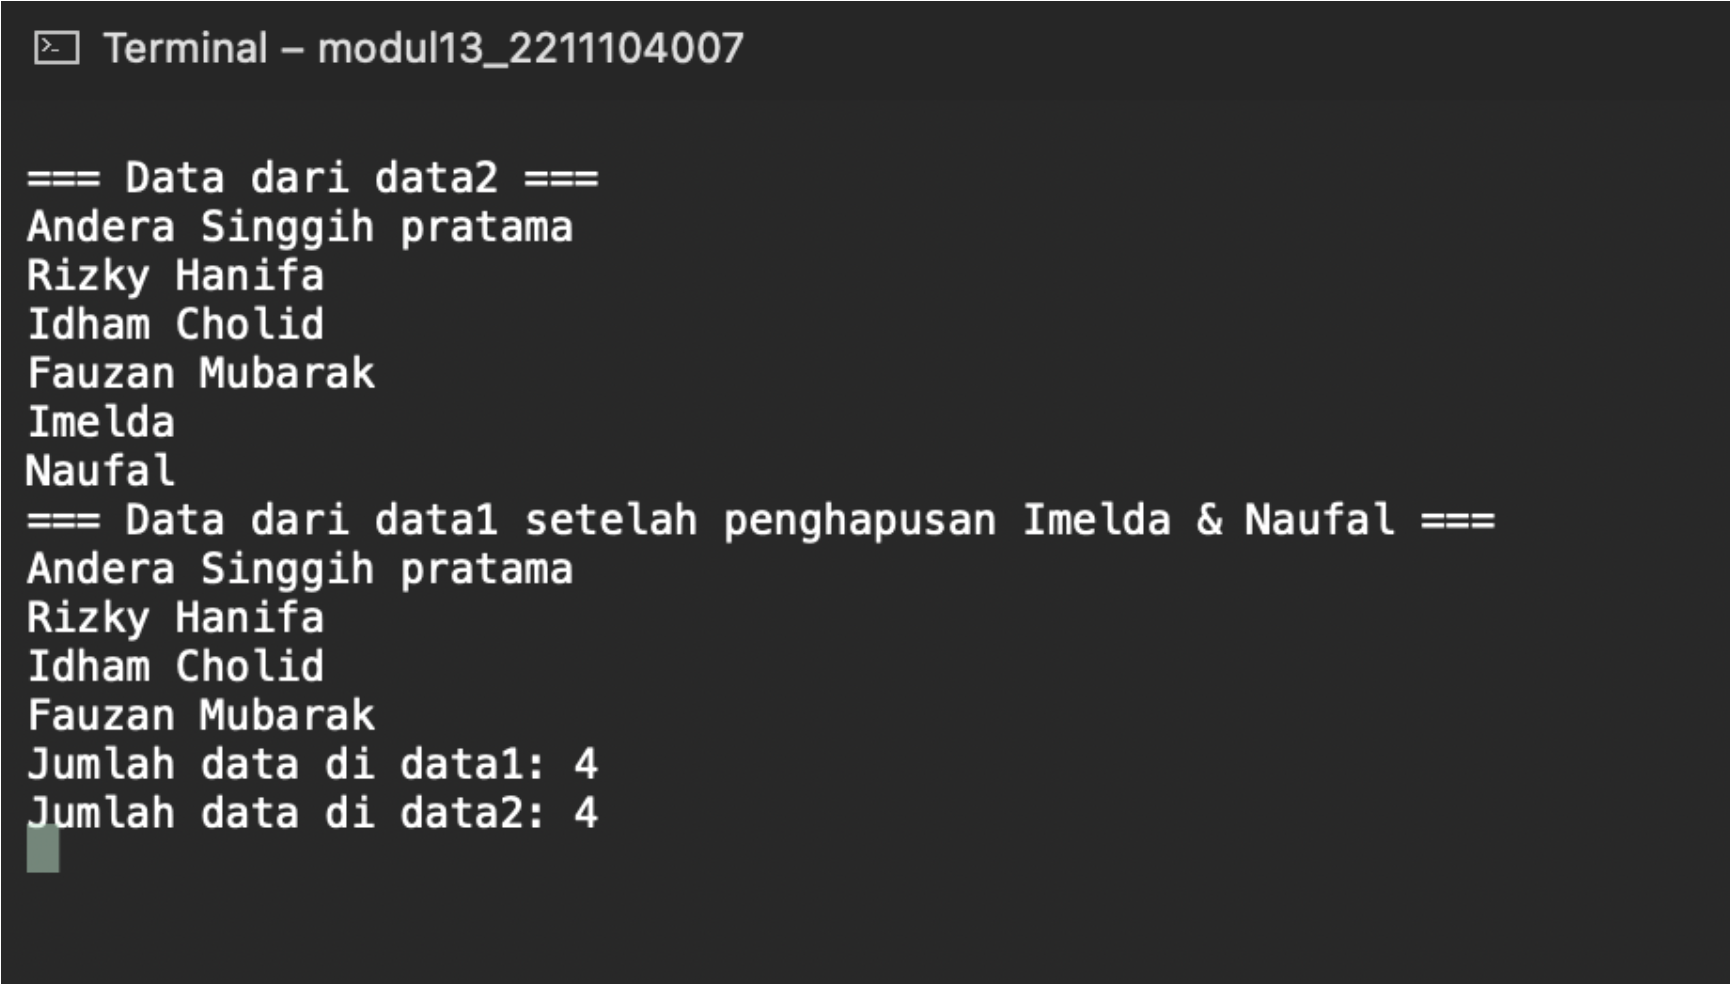 Terminal – modul13_2211104007
=== Data dari data2 ===
Andera Singgih pratama
Rizky Hanifa
Idham Cholid
Fauzan Mubarak
Imelda
Naufal
=== Data dari data1 setelah penghapusan Imelda & Naufal ===
Andera Singgih pratama
Rizky Hanifa
Idham Cholid
Fauzan Mubarak
Jumlah data di data1: 4
Jumlah data di data2: 4